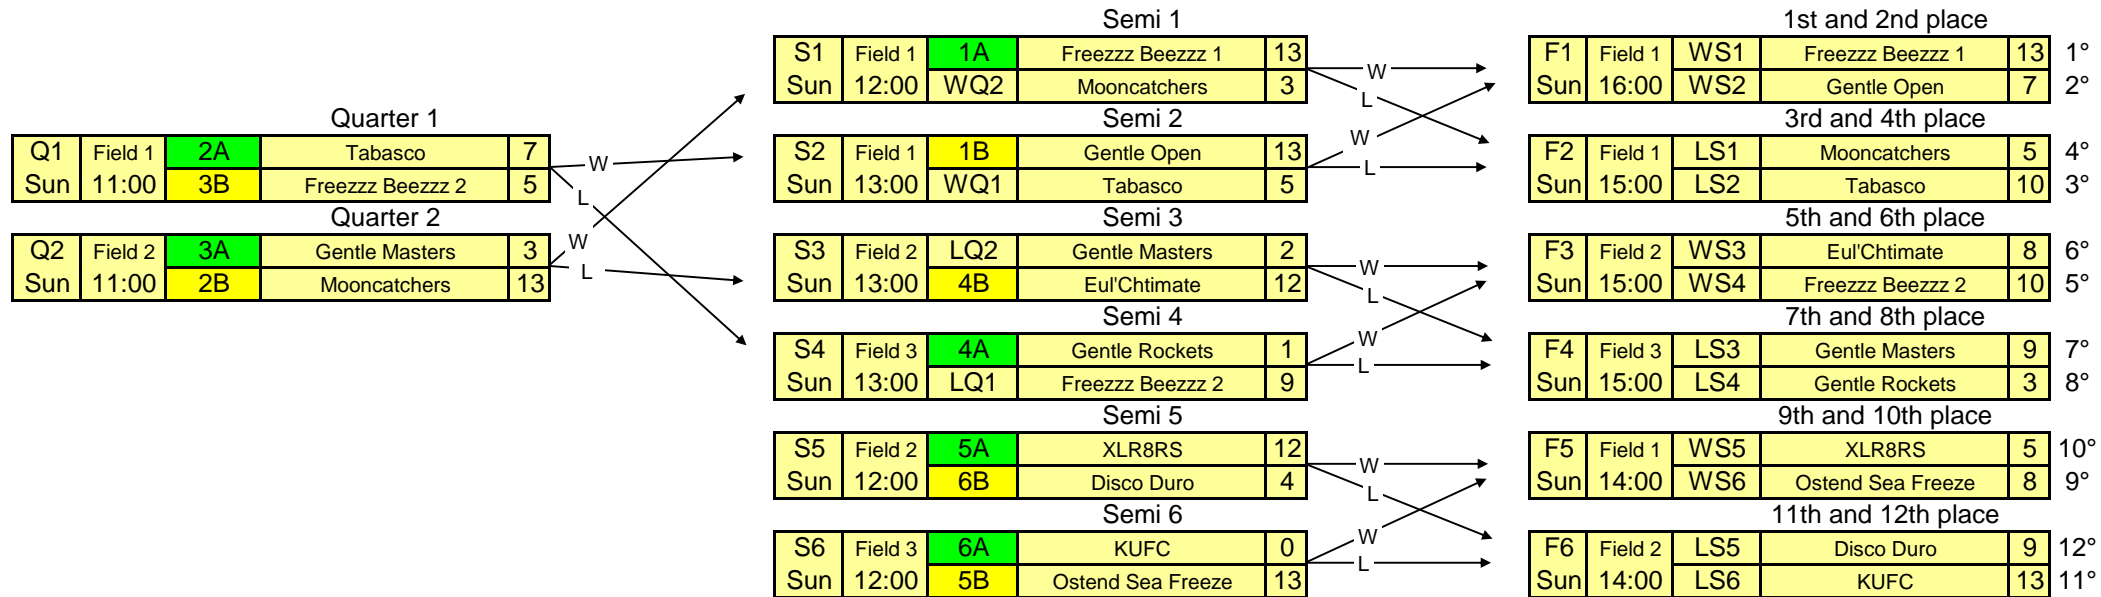 Quarter 1
Q1 Field 1 2A Tabasco 7
Sun 11:00 3B Freezzz Beezzz 2 5
Quarter 2
Q2 Field 2 3A Gentle Masters 3
Sun 11:00 2B Mooncatchers 13
W
L
W
L
Semi 1
S1 Field 1 1A Freezzz Beezzz 1 13
Sun 12:00 WQ2 Mooncatchers 3
Semi 2
S2 Field 1 1B Gentle Open 13
Sun 13:00 WQ1 Tabasco 5
Semi 3
S3 Field 2 LQ2 Gentle Masters 2
Sun 13:00 4B Eul'Chtimate 12
Semi 4
S4 Field 3 4A Gentle Rockets 1
Sun 13:00 LQ1 Freezzz Beezzz 2 9
Semi 5
S5 Field 2 5A XLR8RS 12
Sun 12:00 6B Disco Duro 4
Semi 6
S6 Field 3 6A KUFC 0
Sun 12:00 5B Ostend Sea Freeze 13
W
L
W
L
W
L
W
L
W
L
W
L
1st and 2nd place
F1 Field 1 WS1 Freezzz Beezzz 1 13 1°
Sun 16:00 WS2 Gentle Open 7 2°
3rd and 4th place
F2 Field 1 LS1 Mooncatchers 5 4°
Sun 15:00 LS2 Tabasco 10 3°
5th and 6th place
F3 Field 2 WS3 Eul'Chtimate 8 6°
Sun 15:00 WS4 Freezzz Beezzz 2 10 5°
7th and 8th place
F4 Field 3 LS3 Gentle Masters 9 7°
Sun 15:00 LS4 Gentle Rockets 3 8°
9th and 10th place
F5 Field 1 WS5 XLR8RS 5 10°
Sun 14:00 WS6 Ostend Sea Freeze 8 9°
11th and 12th place
F6 Field 2 LS5 Disco Duro 9 12°
Sun 14:00 LS6 KUFC 13 11°